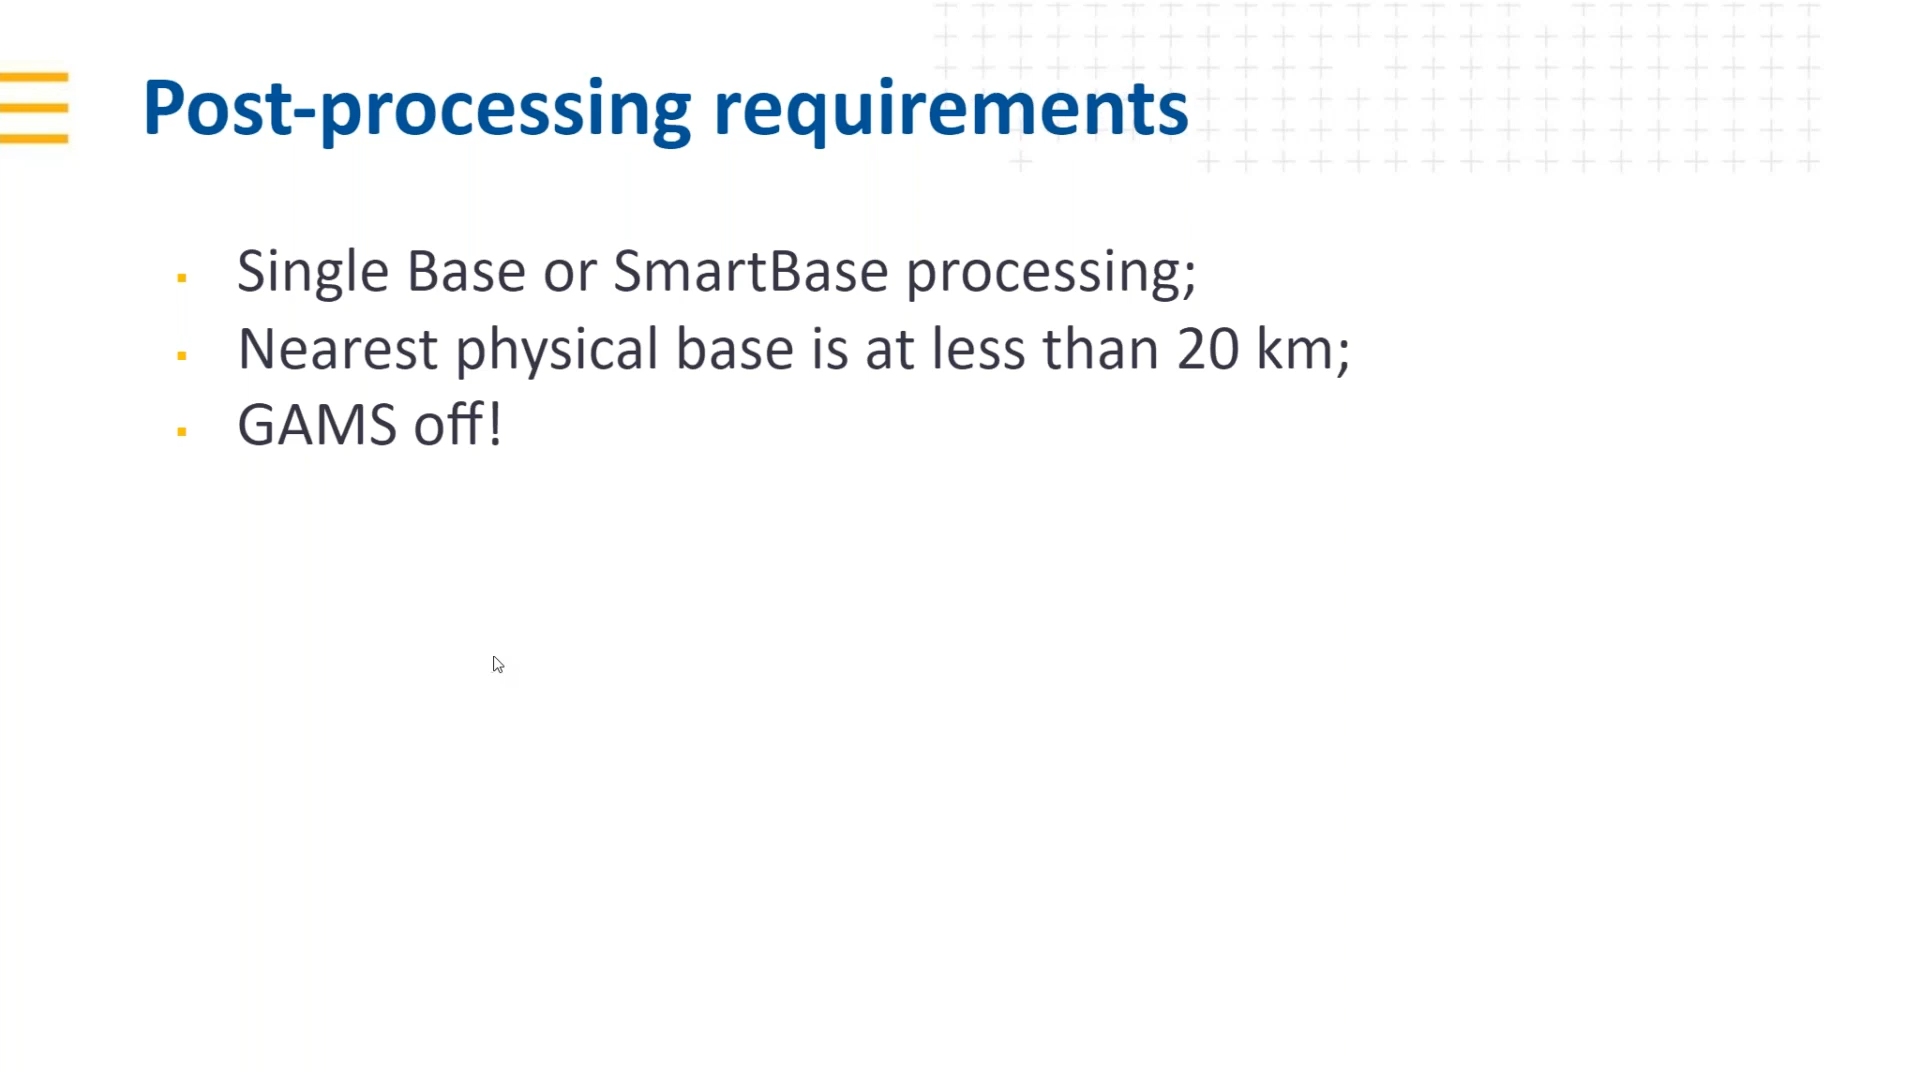 Post-processing requirements
Single Base or SmartBase processing;
Nearest physical base is at less than 20 km;
GAMS off!